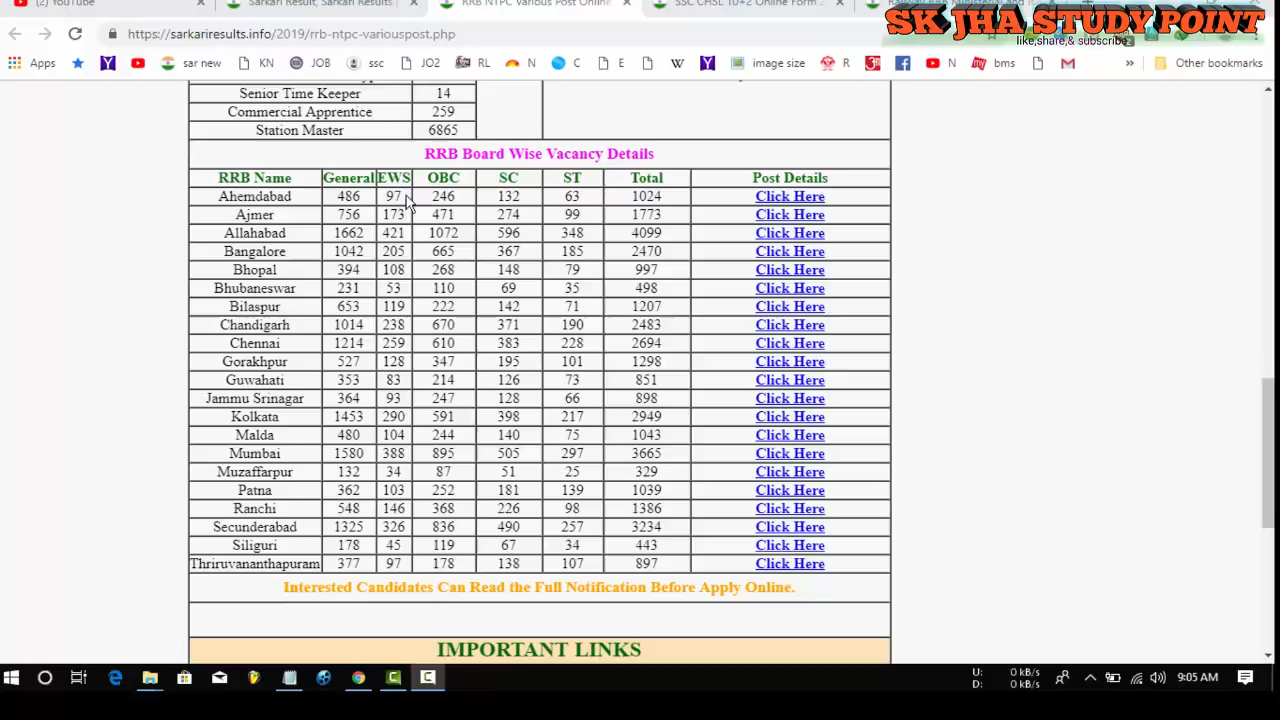 (2) YouTube
Sarkari Result, Sarkari Results
RRB NTPC Various Post Online
SSC CHSL 10+2 Online Form
SK JHA STUDY POINT
like,share,& subscribe
https://sarkariresults.info/2019/rrb-ntpc-variouspost.php
Apps sar new KN JOB ssc JO2 RL N C E W image size R F N bms M » Other bookmarks
Senior Time Keeper 14
Commercial Apprentice 259
Station Master 6865
RRB Board Wise Vacancy Details
RRB Name General EWS OBC SC ST Total Post Details
Ahemdabad 486 97 246 132 63 1024 Click Here
Ajmer 756 173 471 274 99 1773 Click Here
Allahabad 1662 421 1072 596 348 4099 Click Here
Bangalore 1042 205 665 367 185 2470 Click Here
Bhopal 394 108 268 148 79 997 Click Here
Bhubaneswar 231 53 110 69 35 498 Click Here
Bilaspur 653 119 222 142 71 1207 Click Here
Chandigarh 1014 238 670 371 190 2483 Click Here
Chennai 1214 259 610 383 228 2694 Click Here
Gorakhpur 527 128 347 195 101 1298 Click Here
Guwahati 353 83 214 126 73 851 Click Here
Jammu Srinagar 364 93 247 128 66 898 Click Here
Kolkata 1453 290 591 398 217 2949 Click Here
Malda 480 104 244 140 75 1043 Click Here
Mumbai 1580 388 895 505 297 3665 Click Here
Muzaffarpur 132 34 87 51 25 329 Click Here
Patna 362 103 252 181 139 1039 Click Here
Ranchi 548 146 368 226 98 1386 Click Here
Secunderabad 1325 326 836 490 257 3234 Click Here
Siliguri 178 45 119 67 34 443 Click Here
Thriruvananthapuram 377 97 178 138 107 897 Click Here
Interested Candidates Can Read the Full Notification Before Apply Online.
IMPORTANT LINKS
U: 0 kB/s
D: 0 kB/s
9:05 AM